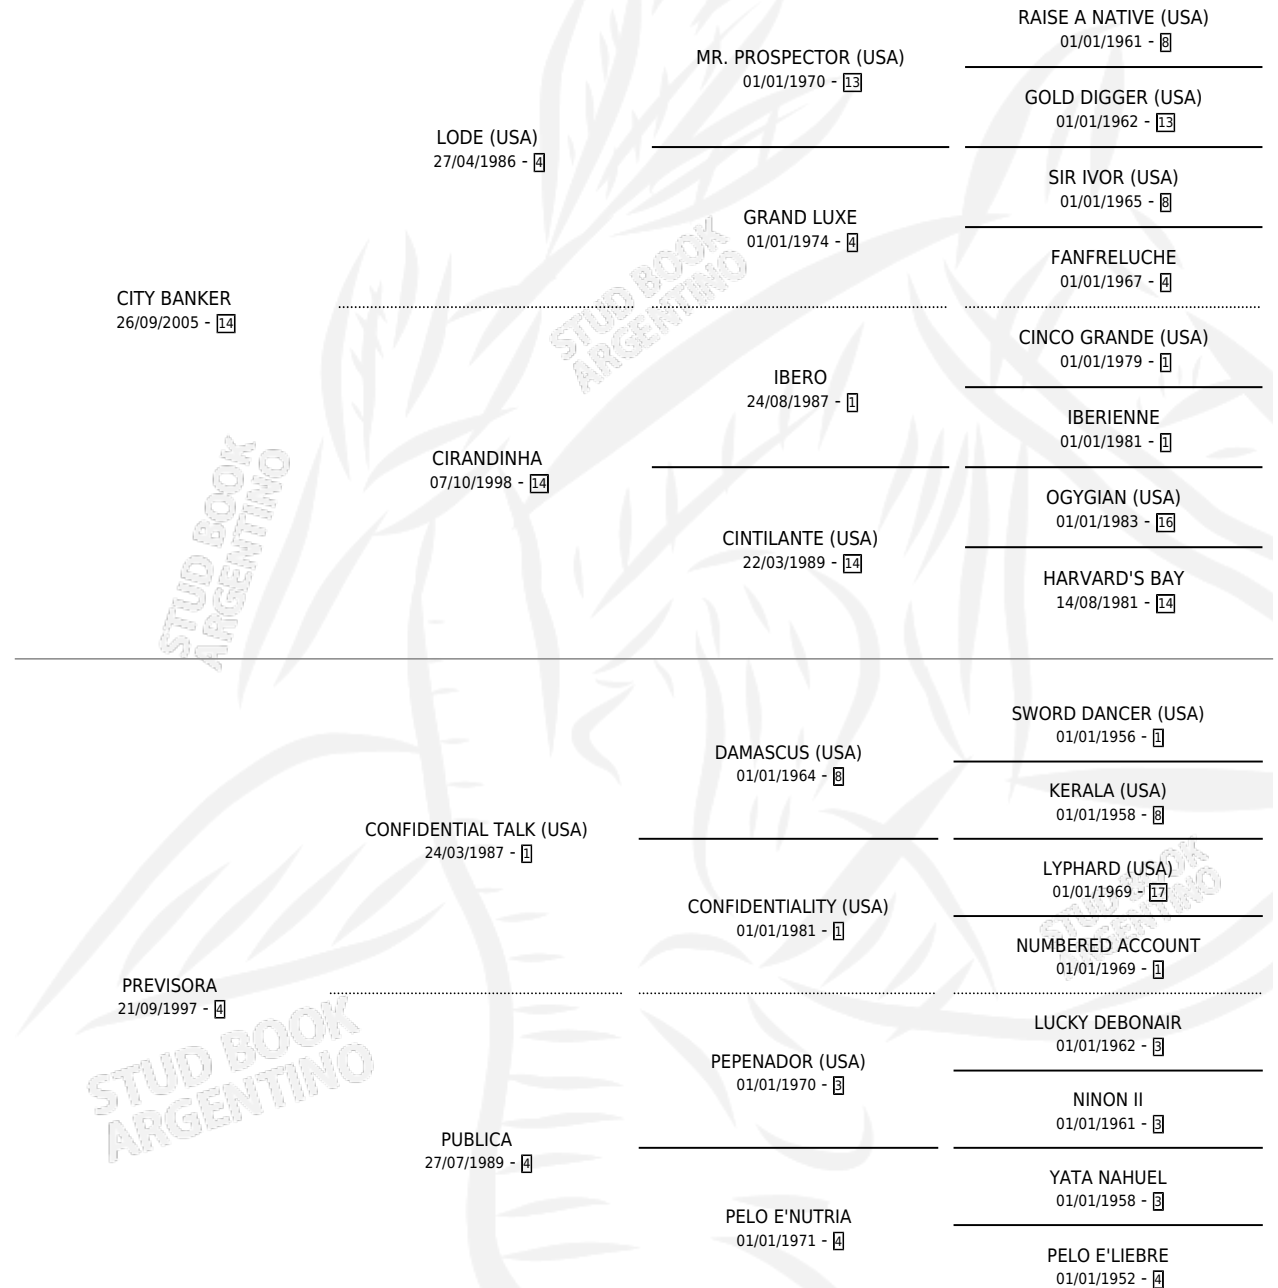 RAISE A NATIVE (USA)
01/01/1961 - 8
MR. PROSPECTOR (USA)
01/01/1970 - 13
GOLD DIGGER (USA)
01/01/1962 - 13
LODE (USA)
27/04/1986 - 4
SIR IVOR (USA)
01/01/1965 - 8
GRAND LUXE
01/01/1974 - 4
FANFRELUCHE
01/01/1967 - 4
CITY BANKER
26/09/2005 - 14
STUD BOOK
ARGENTINO
CINCO GRANDE (USA)
01/01/1979 - 1
IBERO
24/08/1987 - 1
IBERIENNE
01/01/1981 - 1
CIRANDINHA
07/10/1998 - 14
OGYGIAN (USA)
01/01/1983 - 16
CINTILANTE (USA)
22/03/1989 - 14
HARVARD'S BAY
14/08/1981 - 14
STUD BOOK
ARGENTINO
SWORD DANCER (USA)
01/01/1956 - 1
DAMASCUS (USA)
01/01/1964 - 8
KERALA (USA)
01/01/1958 - 8
CONFIDENTIAL TALK (USA)
24/03/1987 - 1
LYPHARD (USA)
01/01/1969 - 17
CONFIDENTIALITY (USA)
01/01/1981 - 1
STUD BOOK
ARGENTINO
NUMBERED ACCOUNT
01/01/1969 - 1
PREVISORA
21/09/1997 - 4
LUCKY DEBONAIR
01/01/1962 - 3
PEPENADOR (USA)
01/01/1970 - 3
NINON II
01/01/1961 - 3
STUD BOOK
ARGENTINO
PUBLICA
27/07/1989 - 4
YATA NAHUEL
01/01/1958 - 3
PELO E'NUTRIA
01/01/1971 - 4
PELO E'LIEBRE
01/01/1952 - 4